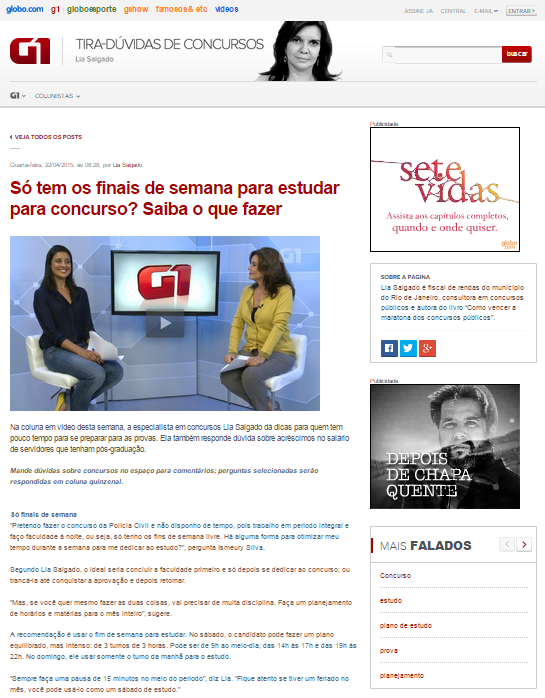 globo.com g1 globoesporte gshow famosos & etc vídeos
ASSINE JÁ CENTRAL E-MAIL ENTRAR
G1 TIRA-DÚVIDAS DE CONCURSOS
Lia Salgado
buscar
G1 COLUNISTAS
VEJA TODOS OS POSTS
Quarta-feira, 22/04/2015, às 08:28, por Lia Salgado
Só tem os finais de semana para estudar
para concurso? Saiba o que fazer
G1
Na coluna em vídeo desta semana, a especialista em concursos Lia Salgado dá dicas para quem tem
pouco tempo para se preparar para as provas. Ela também responde dúvida sobre acréscimos no salário
de servidores que tenham pós-graduação.
Mande dúvidas sobre concursos no espaço para comentários; perguntas selecionadas serão
respondidas em coluna quinzenal.
Só finais de semana
"Pretendo fazer o concurso da Polícia Civil e não disponho de tempo, pois trabalho em período integral e
faço faculdade à noite, ou seja, só tenho os fins de semana livre. Há alguma forma para otimizar meu
tempo durante a semana para me dedicar ao estudo?", pergunta Ismeury Silva.
Segundo Lia Salgado, o ideal seria concluir a faculdade primeiro e só depois se dedicar ao concurso; ou
trancá-la até conquistar a aprovação e depois retornar.
"Mas, se você quer mesmo fazer as duas coisas, vai precisar de muita disciplina. Faça um planejamento
de horários e matérias para o mês inteiro", sugere.
A recomendação é usar o fim de semana para estudar. No sábado, o candidato pode fazer um plano
equilibrado, mas intenso: de 3 turnos de 3 horas. Pode ser de 9h ao meio-dia; das 14h às 17h e das 19h às
22h. No domingo, ele usar somente o turno da manhã para o estudo.
"Sempre faça uma pausa de 15 minutos no meio do período", diz Lia. "Fique atento se tiver um feriado no
mês, você pode usá-lo como um sábado de estudo."
Publicidade
sete
vidas
Assista aos capítulos completos,
quando e onde quiser.
globo
.com
SOBRE A PÁGINA
Lia Salgado é fiscal de rendas do município
do Rio de Janeiro, consultora em concursos
públicos e autora do livro "Como vencer a
maratona dos concursos públicos".
Publicidade
DEPOIS
DE CHAPA
QUENTE
MAIS FALADOS
Concurso
estudo
plano de estudo
prova
planejamento